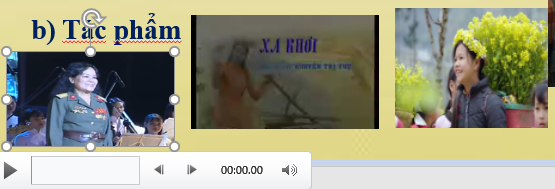 b) Tác phẩm
XA KHƠI
00:00.00